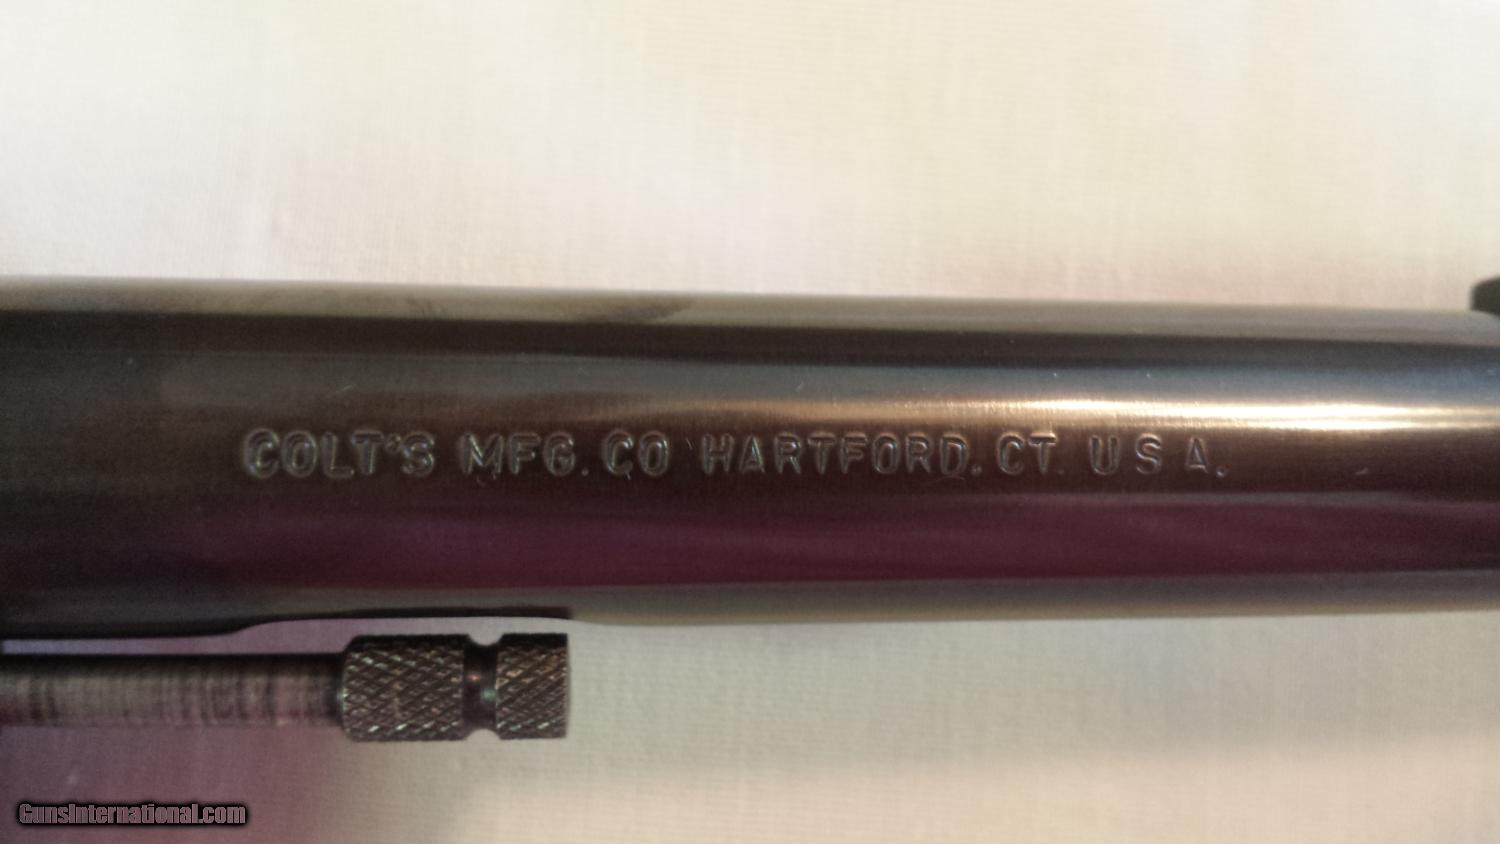 COLT'S MFG. CO HARTFORD. CT. U S A.
GunsInternational.com